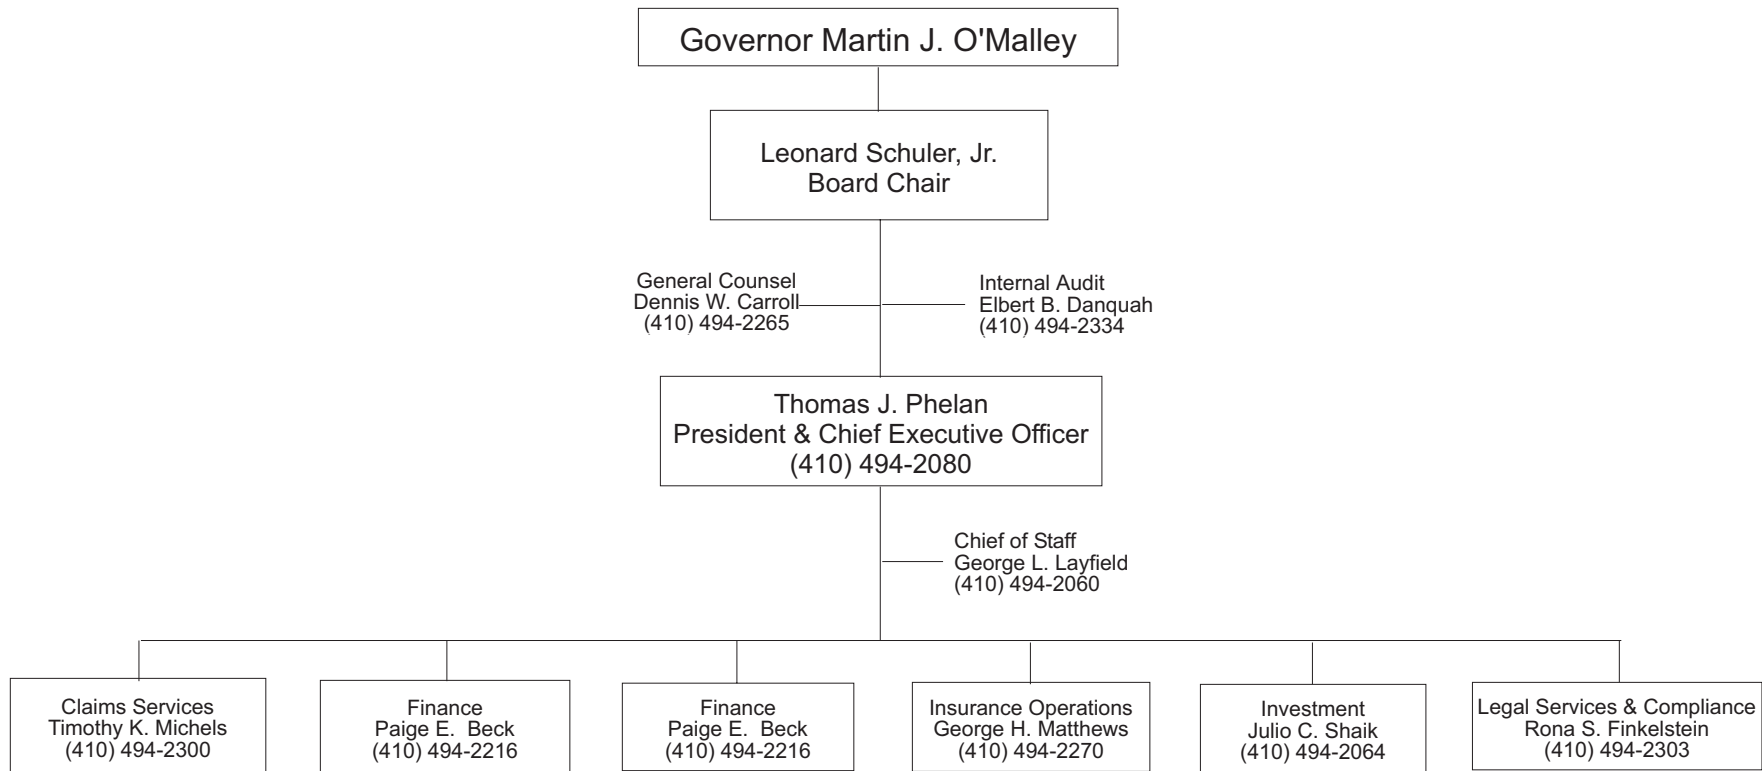 Governor Martin J. O'Malley
Leonard Schuler, Jr.
Board Chair
General Counsel
Dennis W. Carroll
(410) 494-2265
Internal Audit
Elbert B. Danquah
(410) 494-2334
Thomas J. Phelan
President & Chief Executive Officer
(410) 494-2080
Chief of Staff
George L. Layfield
(410) 494-2060
Claims Services
Timothy K. Michels
(410) 494-2300
Finance
Paige E. Beck
(410) 494-2216
Finance
Paige E. Beck
(410) 494-2216
Insurance Operations
George H. Matthews
(410) 494-2270
Investment
Julio C. Shaik
(410) 494-2064
Legal Services & Compliance
Rona S. Finkelstein
(410) 494-2303